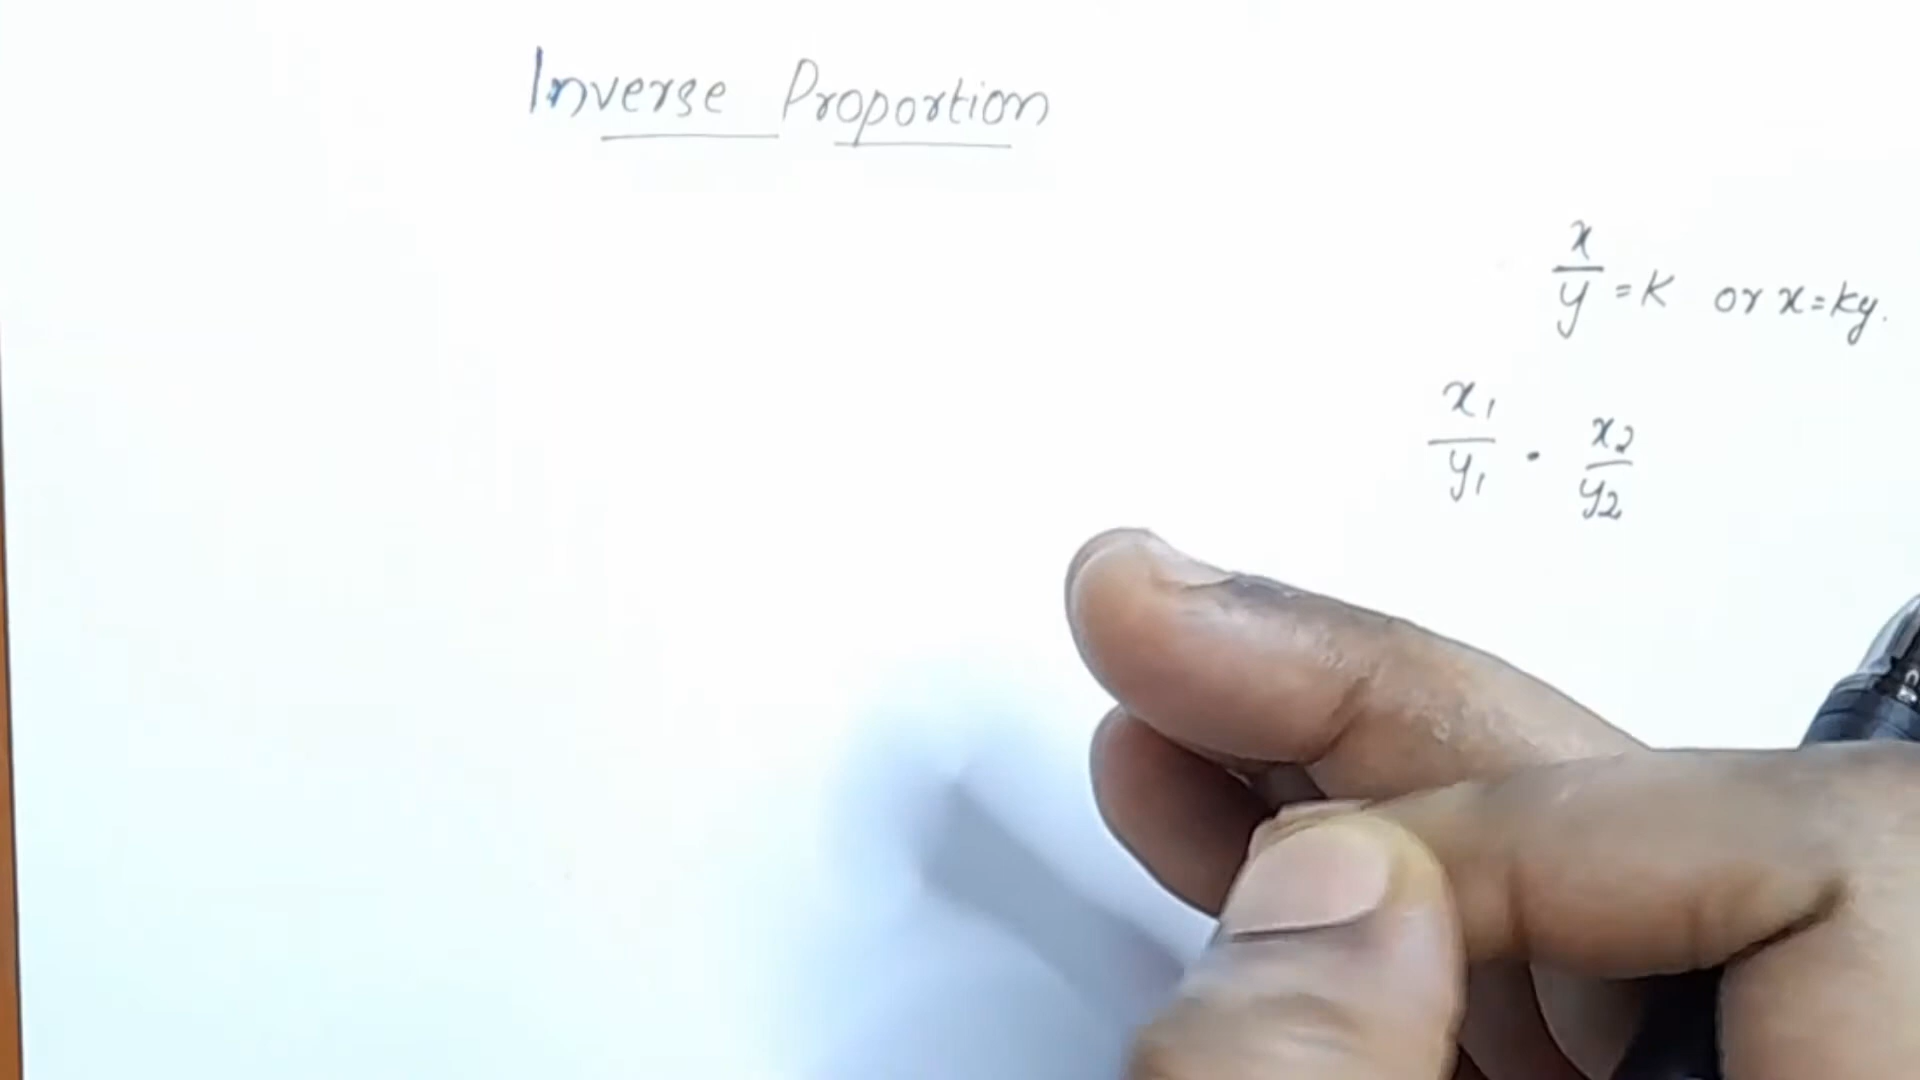 Inverse Proportion
x/y = K or x = ky.
x1/y1 · x2/y2